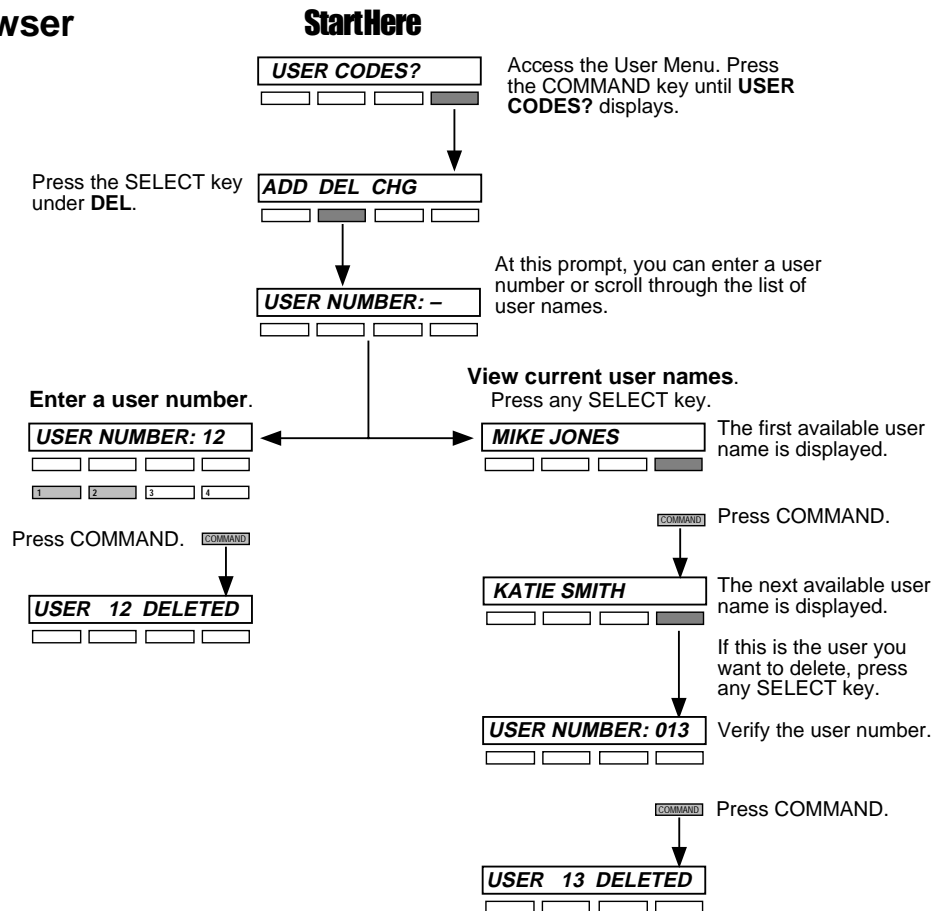 StartHere
USER CODES?
Access the User Menu. Press
the COMMAND key until USER
CODES? displays.
Press the SELECT key
under DEL.
ADD DEL CHG
At this prompt, you can enter a user
number or scroll through the list of
user names.
USER NUMBER: –
Enter a user number.
USER NUMBER: 12
1 2 3 4
Press COMMAND. COMMAND
USER 12 DELETED
View current user names.
Press any SELECT key.
MIKE JONES
The first available user
name is displayed.
COMMAND Press COMMAND.
KATIE SMITH
The next available user
name is displayed.
If this is the user you
want to delete, press
any SELECT key.
USER NUMBER: 013
Verify the user number.
COMMAND Press COMMAND.
USER 13 DELETED